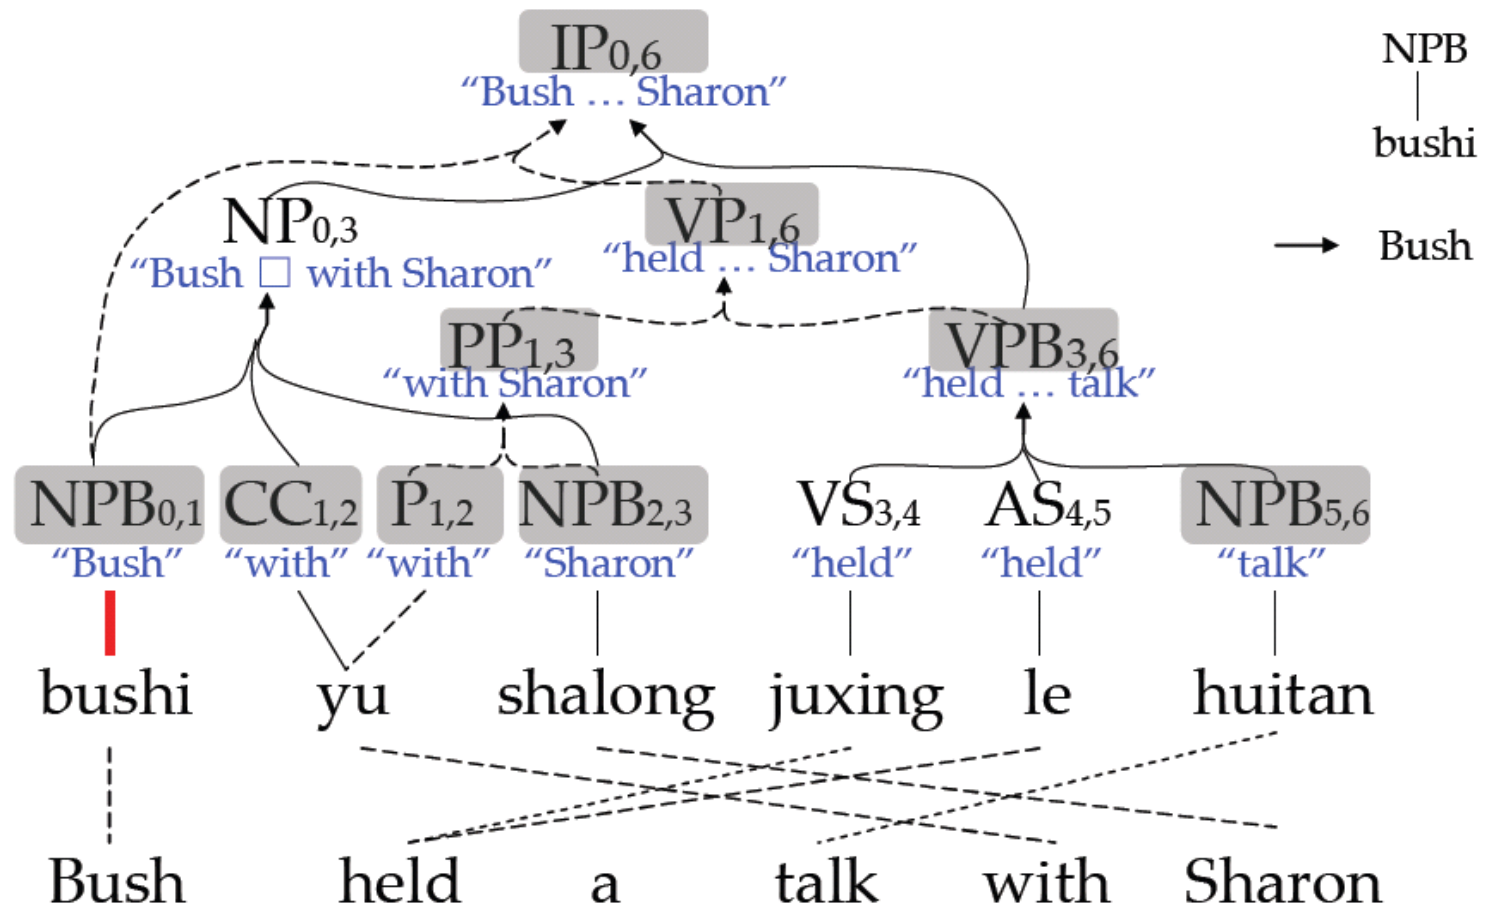 IP0,6
“Bush … Sharon”
NPB
bushi
NP0,3
“Bush □ with Sharon”
VP1,6
“held … Sharon”
Bush
PP1,3
“with Sharon”
VPB3,6
“held … talk”
NPB0,1 CC1,2 P1,2 NPB2,3 VS3,4 AS4,5 NPB5,6
“Bush” “with” “with” “Sharon” “held” “held” “talk”
bushi yu shalong juxing le huitan
Bush held a talk with Sharon